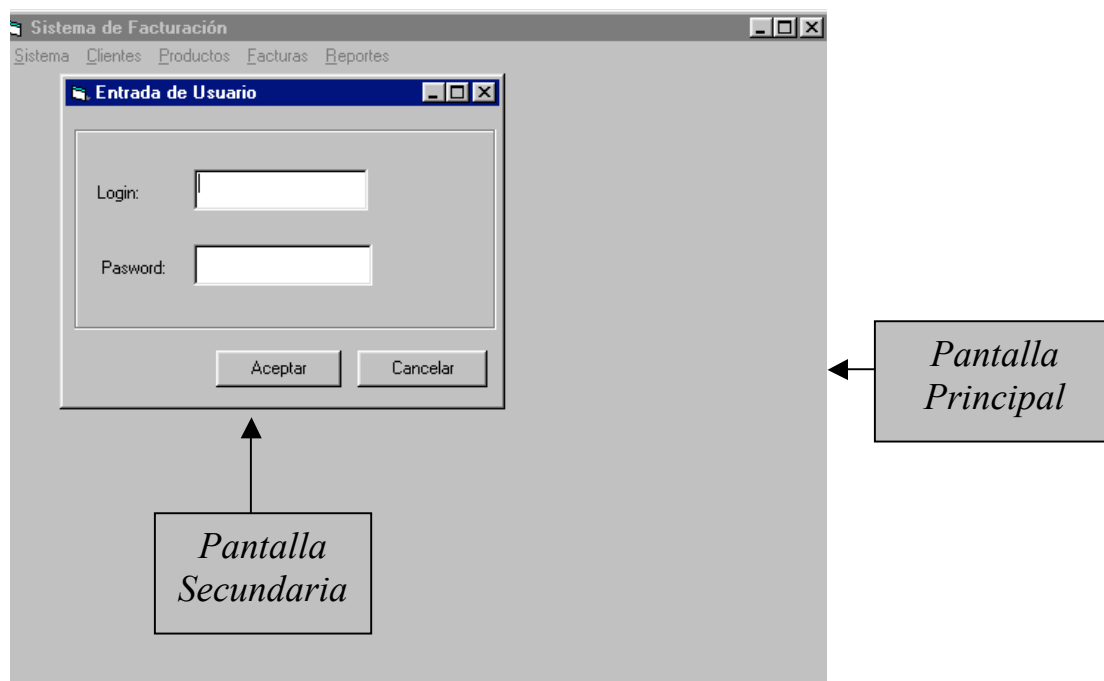 Sistema de Facturación
Sistema Clientes Productos Facturas Reportes
Entrada de Usuario
Login:
Pasword:
Aceptar Cancelar
Pantalla
Principal
Pantalla
Secundaria